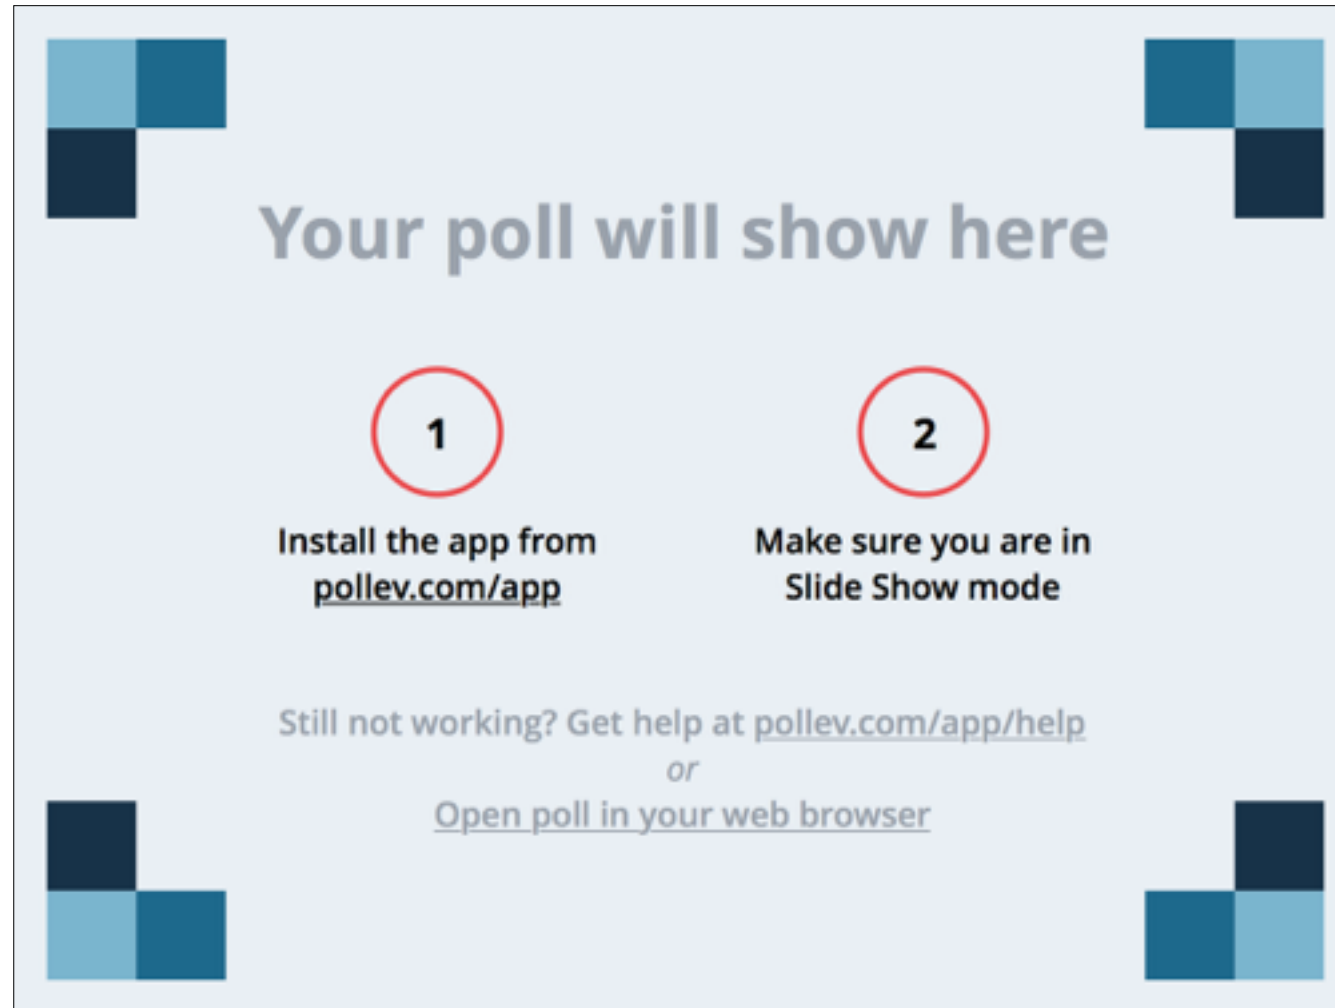 Your poll will show here
1
Install the app from
pollev.com/app
2
Make sure you are in
Slide Show mode
Still not working? Get help at pollev.com/app/help
or
Open poll in your web browser